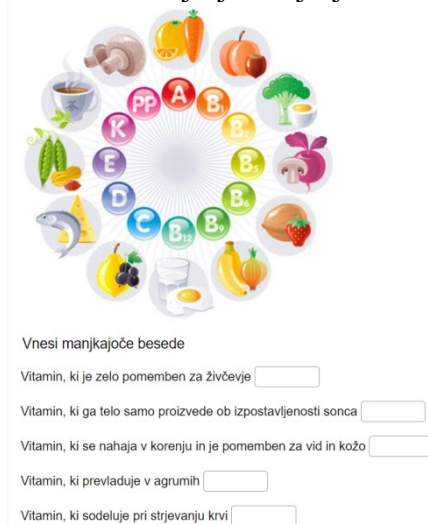 PP
A
B1
K
B2
E
B5
D
B6
C
B12
B9
Vnesi manjkajoče besede
Vitamin, ki je zelo pomemben za živčevje
Vitamin, ki ga telo samo proizvede ob izpostavljenosti sonca
Vitamin, ki se nahaja v korenju in je pomemben za vid in kožo
Vitamin, ki prevladuje v agrumih
Vitamin, ki sodeluje pri strjevanju krvi